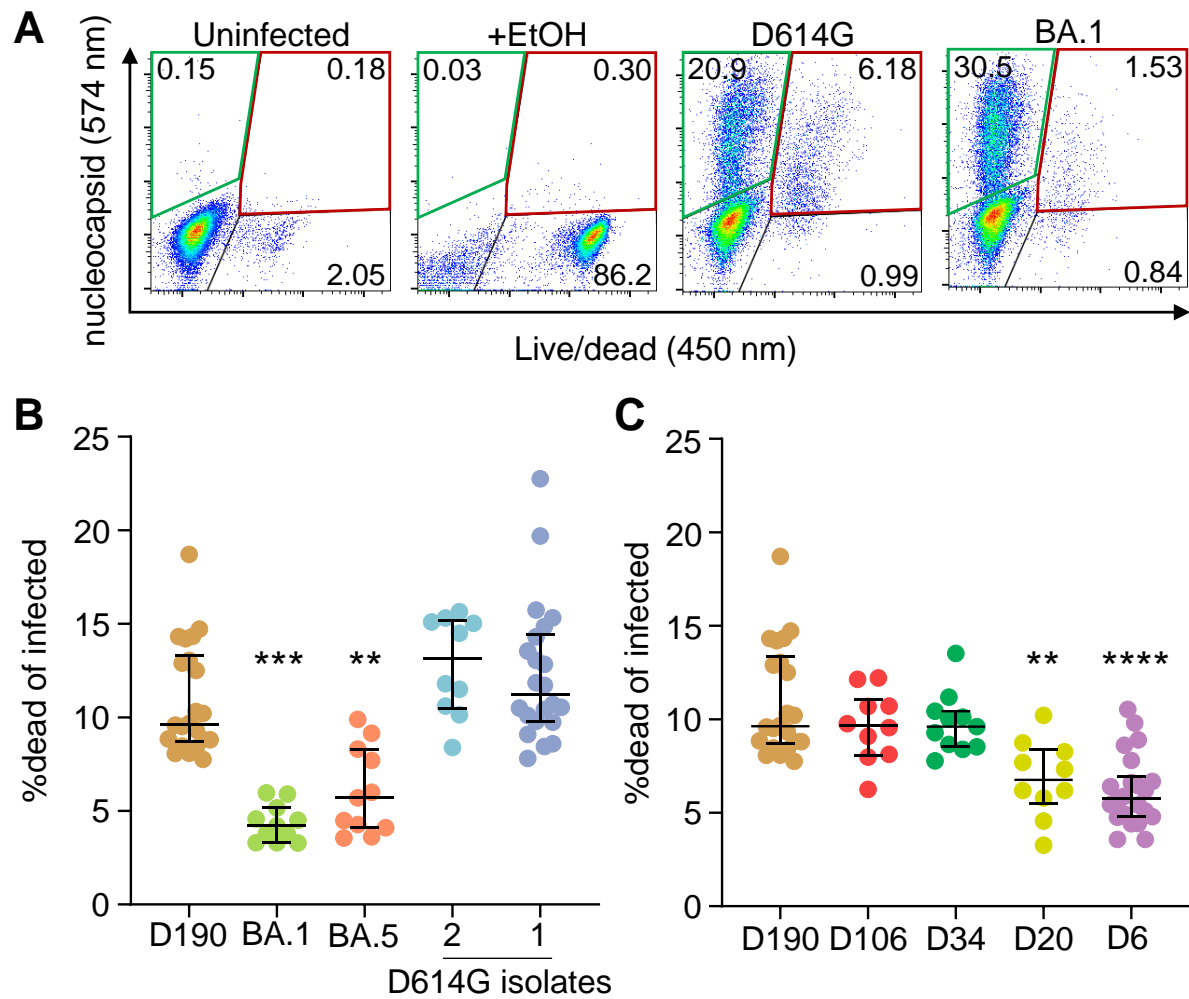 A
Uninfected +EtOH D614G BA.1
0.15 0.18 0.03 0.30 20.9 6.18 30.5 1.53
nucleocapsid (574 nm)
2.05 86.2 0.99 0.84
Live/dead (450 nm)
B
25
20
15
10
5
0
%dead of infected
*** **
D190 BA.1 BA.5 2 1
D614G isolates
C
25
20
15
10
5
0
%dead of infected
** ****
D190 D106 D34 D20 D6